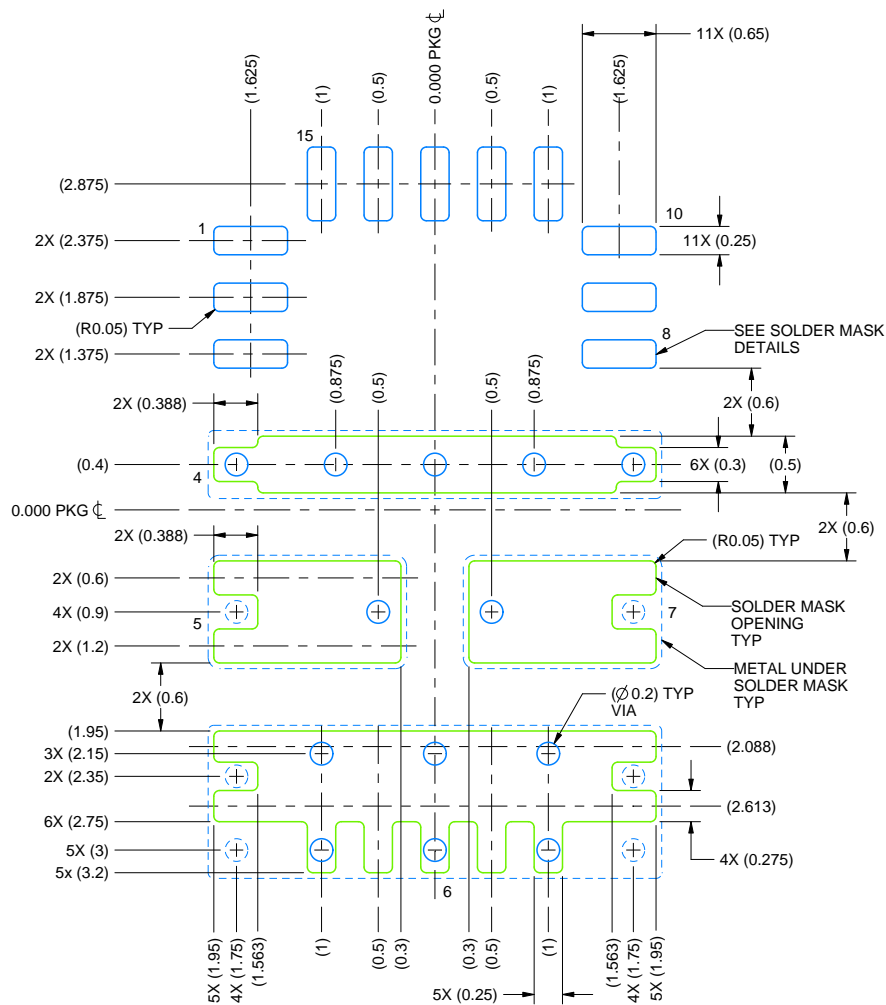 (1.625)
(1)
(0.5)
0.000 PKG ℄
(0.5)
(1)
(1.625)
11X (0.65)
15
(2.875)
1
10
2X (2.375)
11X (0.25)
2X (1.875)
(R0.05) TYP
8
SEE SOLDER MASK
DETAILS
2X (1.375)
(0.875)
(0.5)
(0.5)
(0.875)
2X (0.388)
2X (0.6)
(0.4)
4
6X (0.3)
(0.5)
0.000 PKG ℄
2X (0.388)
2X (0.6)
(R0.05) TYP
2X (0.6)
4X (0.9)
5
7
SOLDER MASK
OPENING
TYP
2X (1.2)
METAL UNDER
SOLDER MASK
TYP
2X (0.6)
(Ø 0.2) TYP
VIA
(1.95)
3X (2.15)
(2.088)
2X (2.35)
(2.613)
6X (2.75)
5X (3)
4X (0.275)
5x (3.2)
6
5X (1.95)
4X (1.75)
(1.563)
(1)
(0.5)
(0.3)
(0.3)
(0.5)
(1)
(1.563)
4X (1.75)
5X (1.95)
5X (0.25)